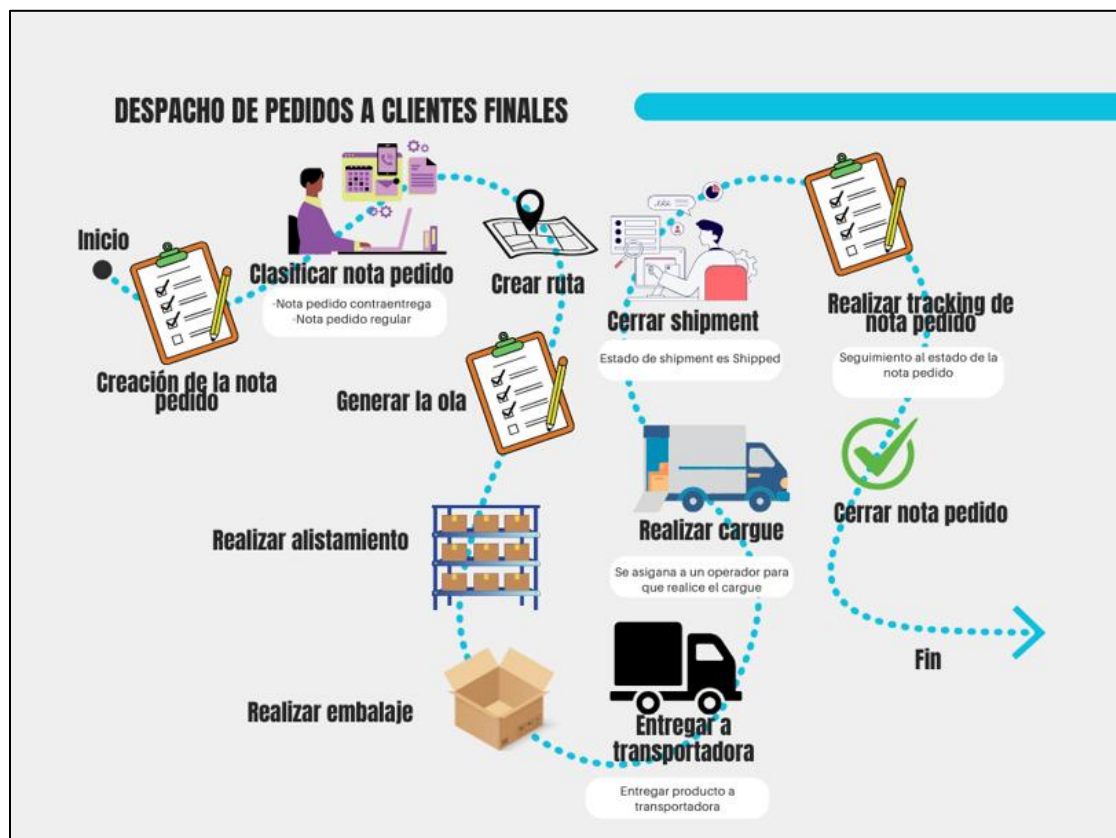 DESPACHO DE PEDIDOS A CLIENTES FINALES
Inicio
Creación de la nota
pedido
Clasificar nota pedido
-Nota pedido contraentrega
-Nota pedido regular
Crear ruta
Generar la ola
Realizar alistamiento
Realizar embalaje
Entregar a
transportadora
Entregar producto a
transportadora
Realizar cargue
Se asigana a un operador para
que realice el cargue
Cerrar shipment
Estado de shipment es Shipped
Realizar tracking de
nota pedido
Seguimiento al estado de la
nota pedido
Cerrar nota pedido
Fin